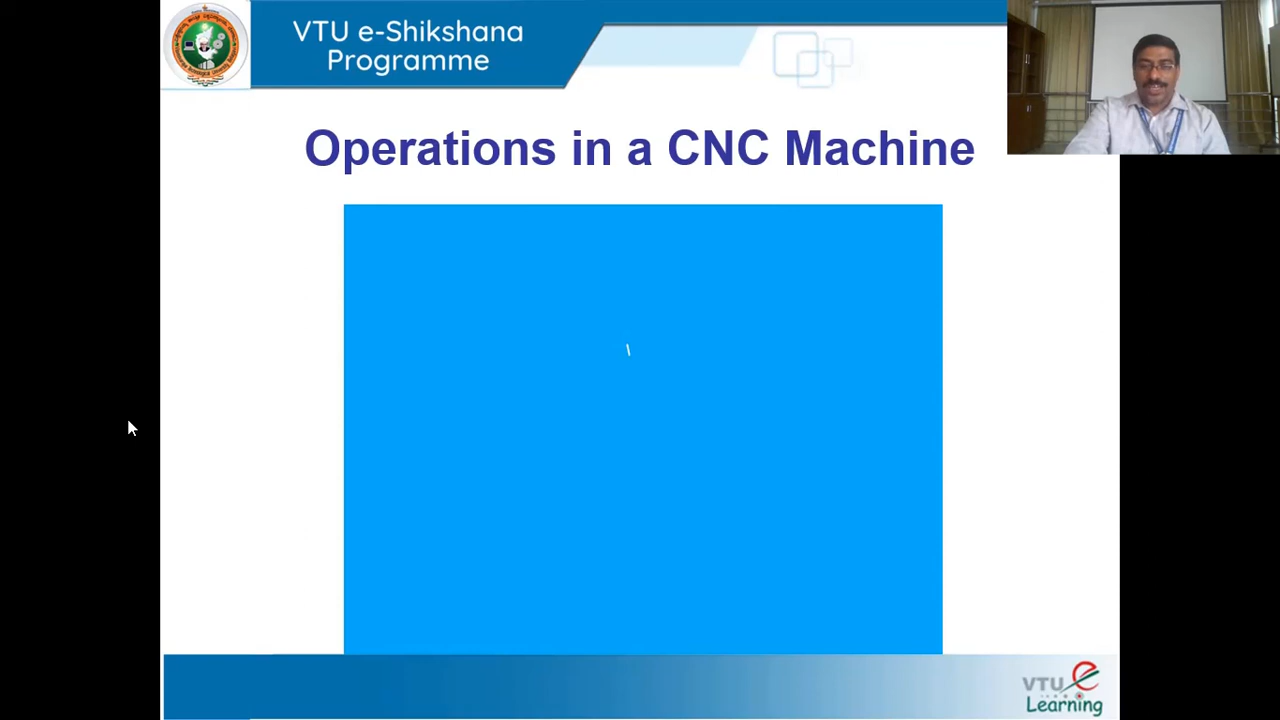 VTU e-Shikshana
Programme
Operations in a CNC Machine
VTU e
Learning